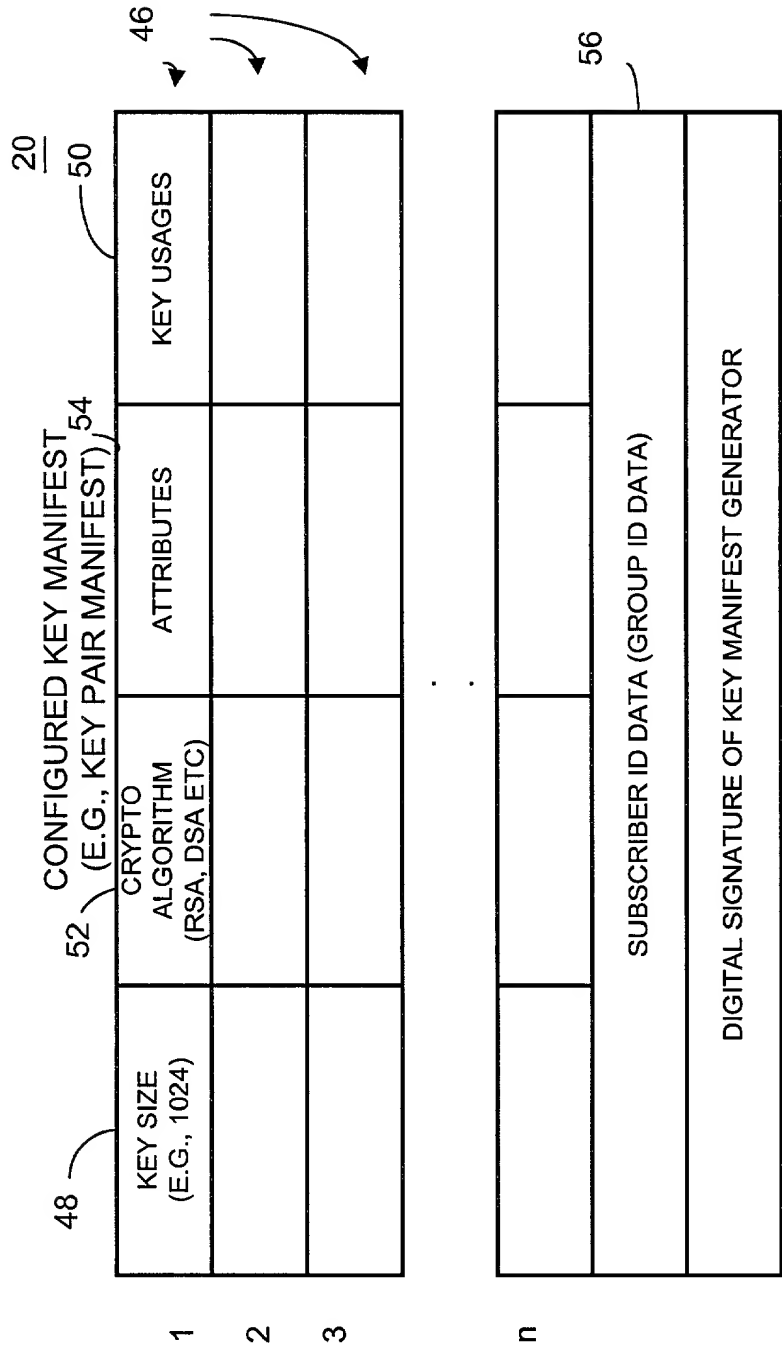 20
CONFIGURED KEY MANIFEST
(E.G., KEY PAIR MANIFEST)
48
52
54
50
46
1
KEY SIZE
(E.G., 1024)
CRYPTO
ALGORITHM
(RSA, DSA ETC)
ATTRIBUTES
KEY USAGES
2
3
. .
n
SUBSCRIBER ID DATA (GROUP ID DATA)
56
DIGITAL SIGNATURE OF KEY MANIFEST GENERATOR